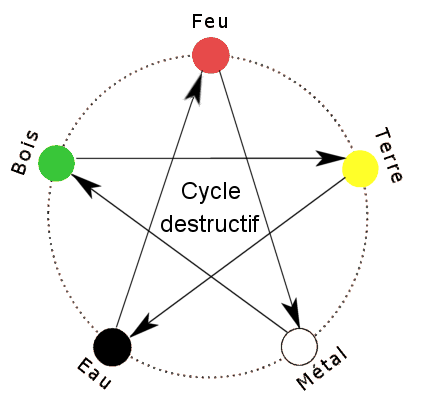 Feu
Bois
Terre
Cycle
destructif
Eau
Métal